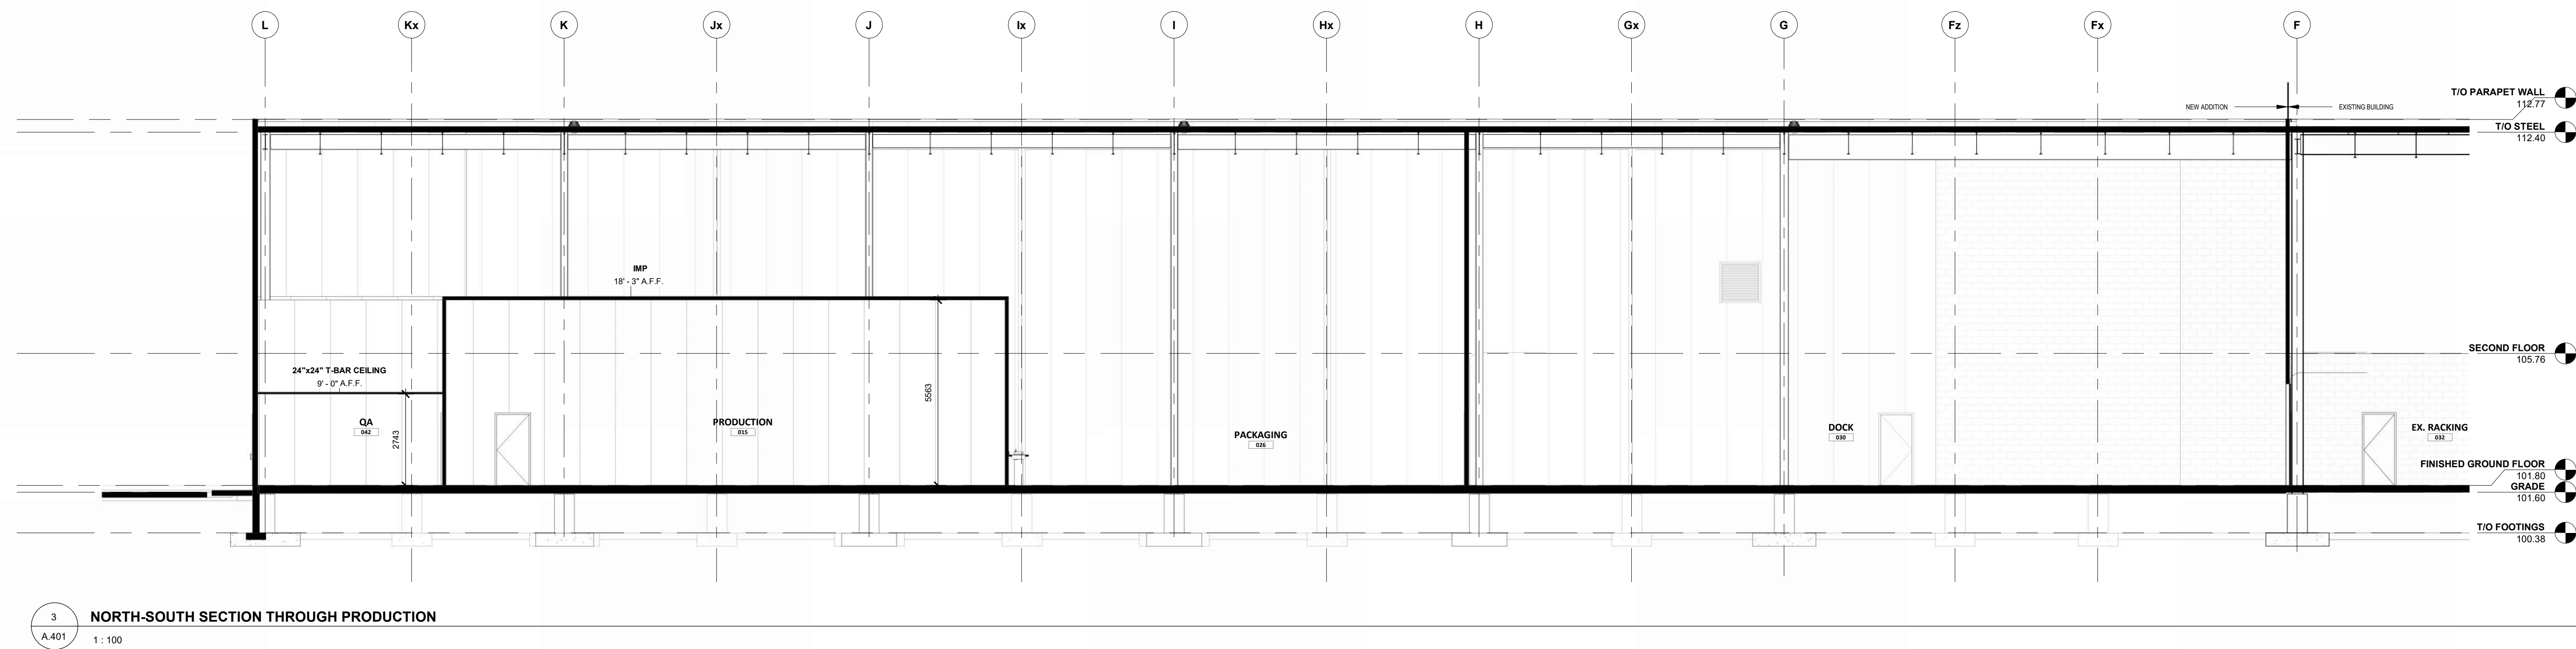 L
Kx
K
Jx
J
Ix
I
Hx
H
Gx
G
Fz
Fx
F
T/O PARAPET WALL
112.77
NEW ADDITION
EXISTING BUILDING
T/O STEEL
112.40
IMP
18' - 3" A.F.F.
SECOND FLOOR
105.76
24"x24" T-BAR CEILING
9' - 0" A.F.F.
5563
2743
QA
042
PRODUCTION
015
PACKAGING
026
DOCK
030
EX. RACKING
032
FINISHED GROUND FLOOR
101.80
GRADE
101.60
T/O FOOTINGS
100.38
3
A.401
NORTH-SOUTH SECTION THROUGH PRODUCTION
1 : 100